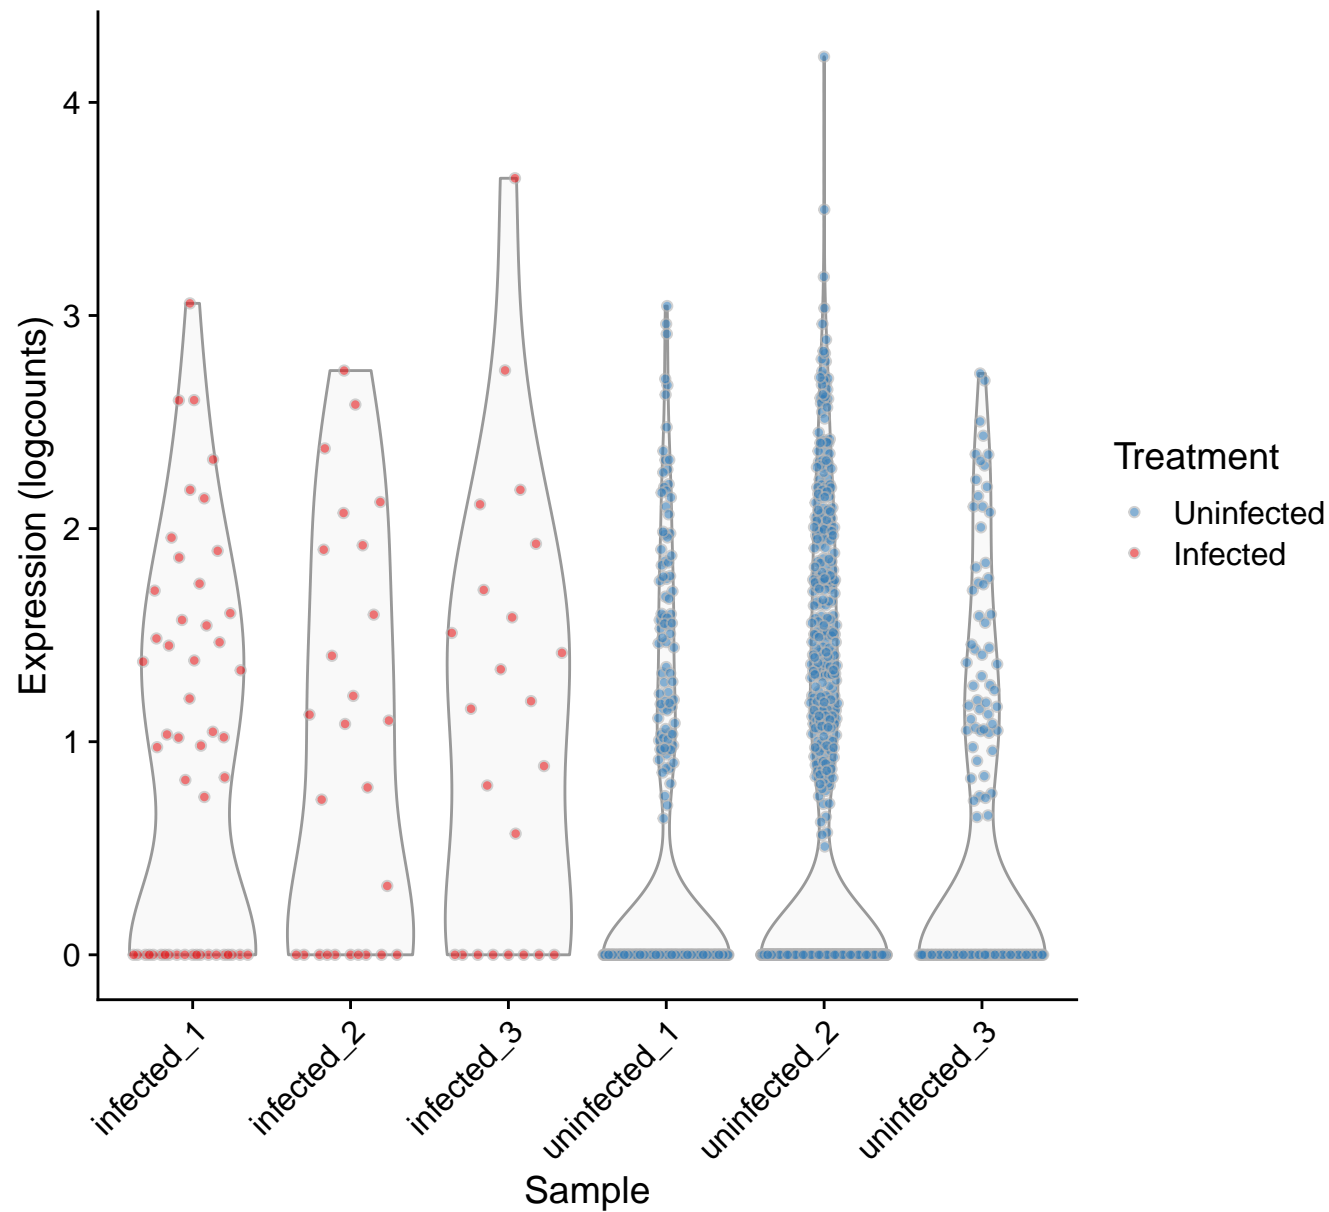 4
3
2
1
0
Expression (logcounts)
infected_1
infected_2
infected_3
uninfected_1
uninfected_2
uninfected_3
Sample
Treatment
Uninfected
Infected